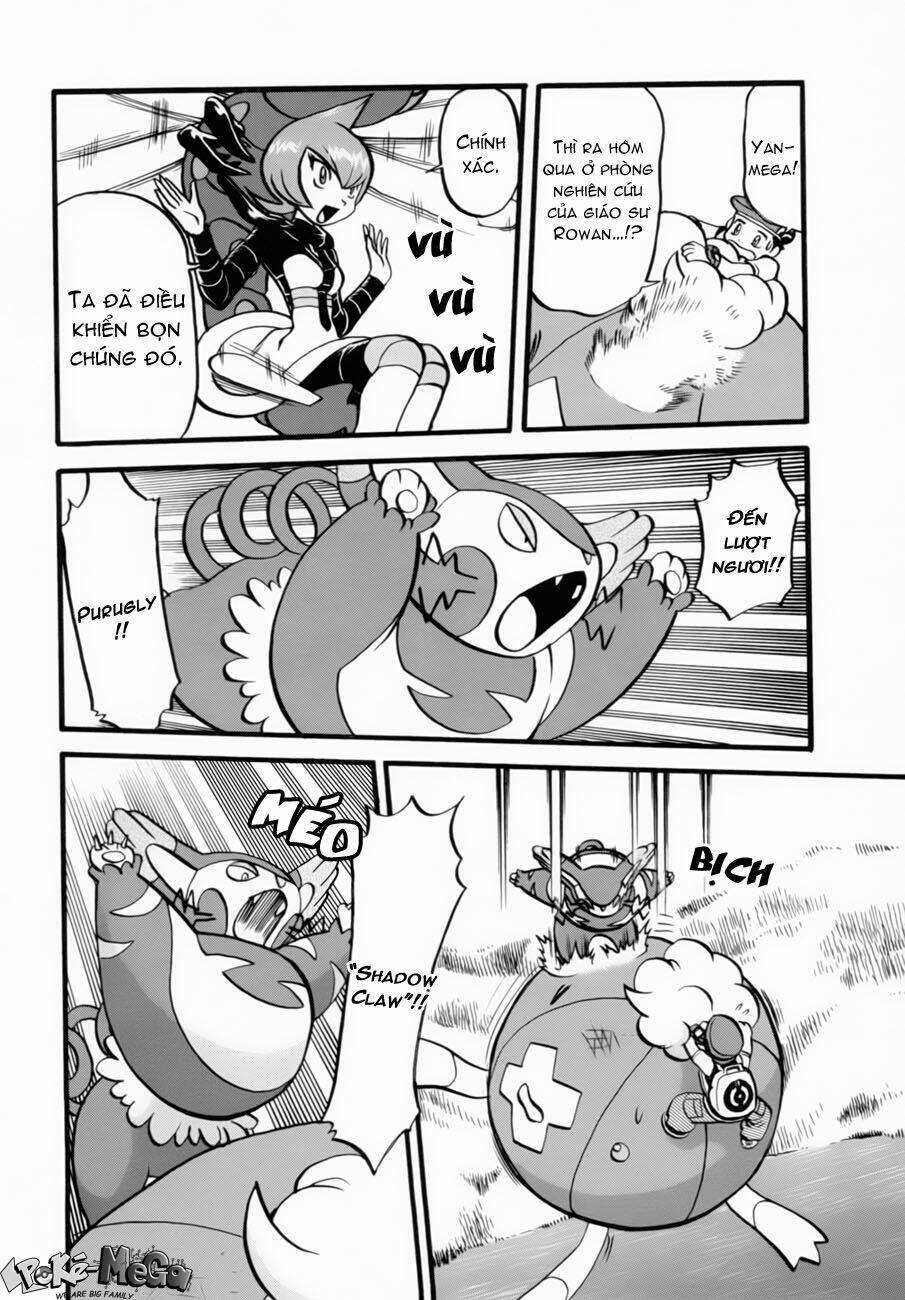 YAN-
MEGA!
THÌ RA HÔM
QUA Ở PHÒNG
NGHIÊN CỨU
CỦA GIÁO SƯ
ROWAN...!?
CHÍNH
XÁC.
VÙ
VÙ
VÙ
TA ĐÃ ĐIỀU
KHIỂN BỌN
CHÚNG ĐÓ.
ĐẾN
LƯỢT
NGƯƠI!!
PURUGLY
!!
BỊCH
MÉO
"SHADOW
CLAW"!!
POKÉ-MEGA
WE ARE BIG FAMILY